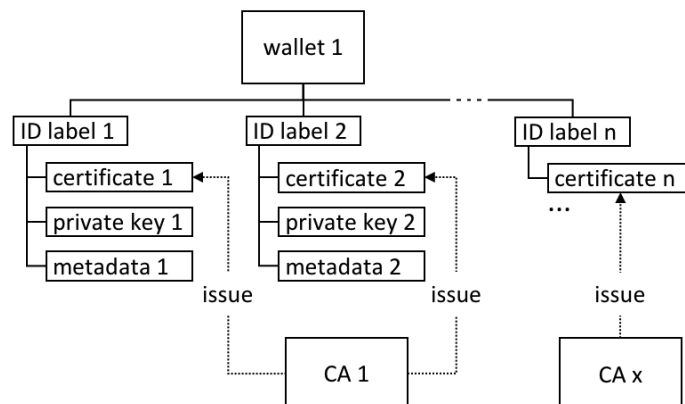 wallet 1
ID label 1
ID label 2
ID label n
certificate 1
certificate 2
certificate n
...
private key 1
private key 2
metadata 1
metadata 2
issue
issue
issue
CA 1
CA x